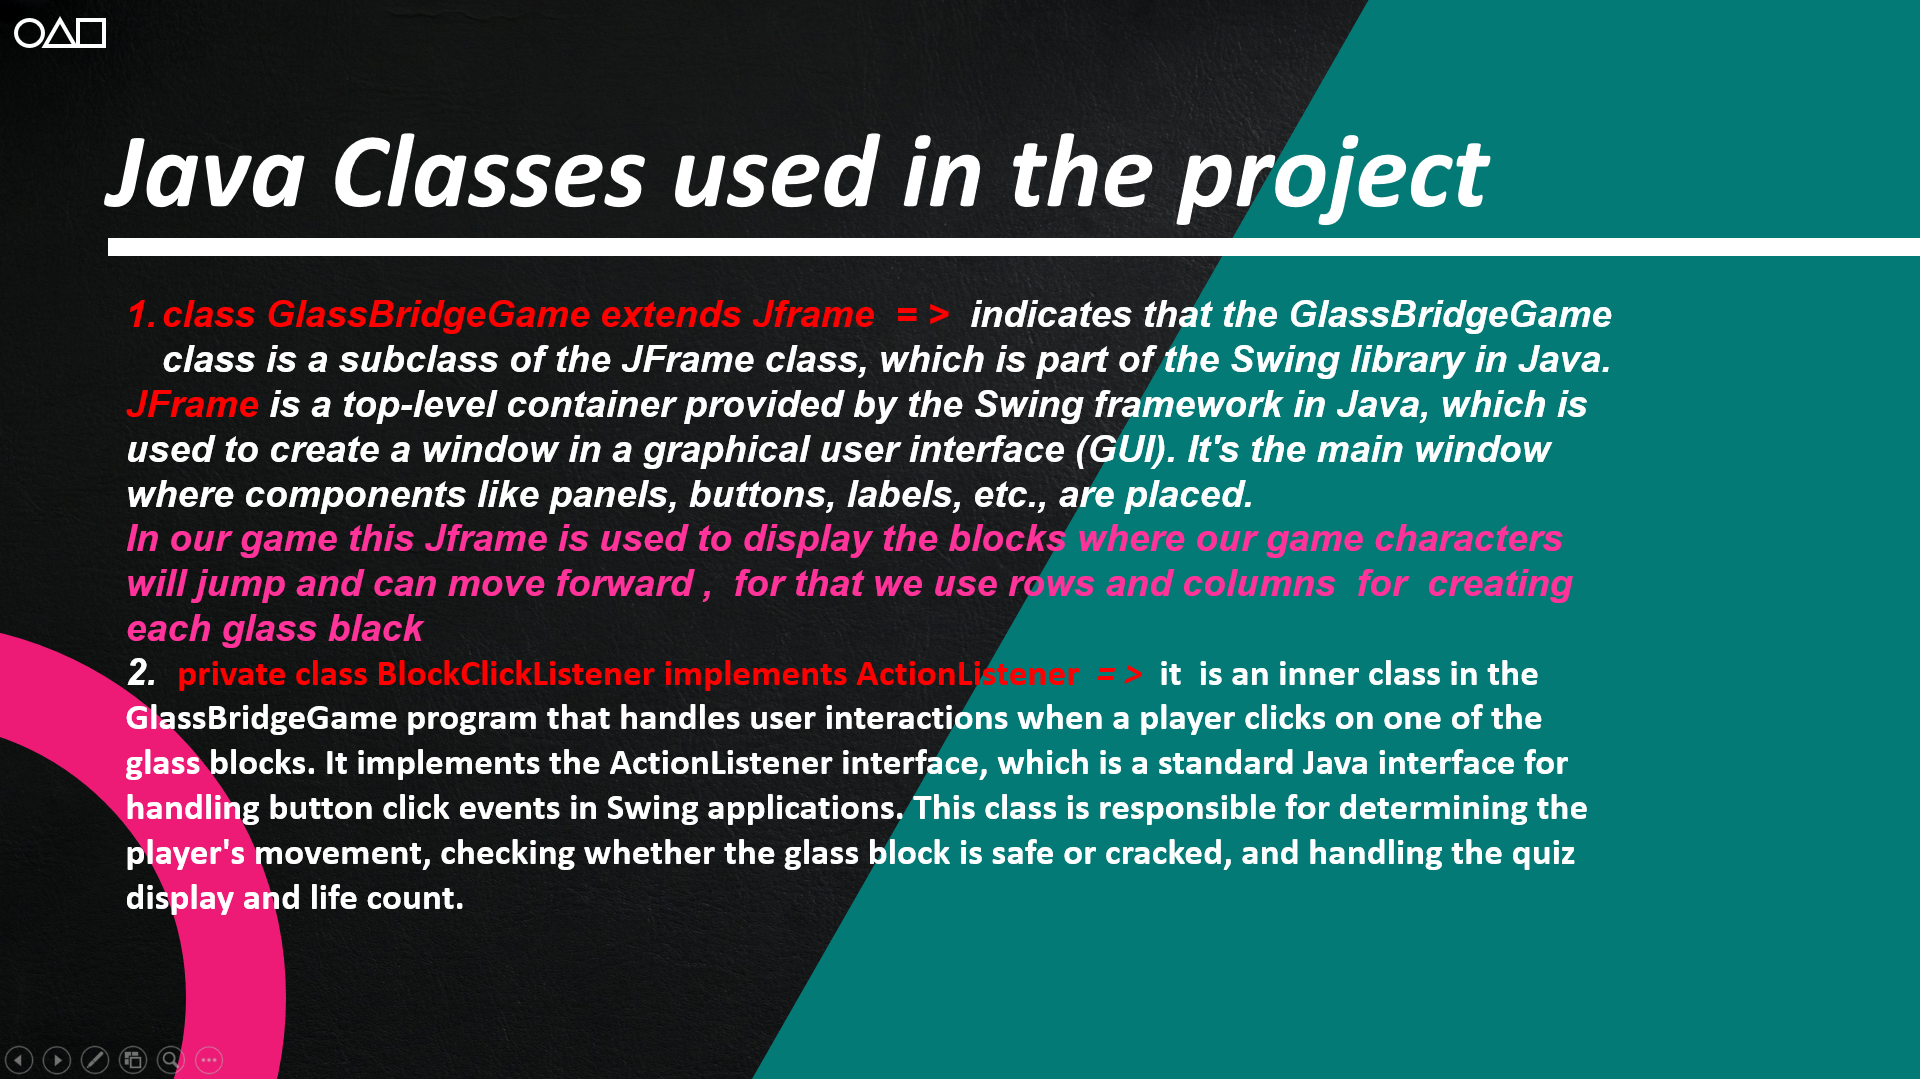 Java Classes used in the project
1. class GlassBridgeGame extends Jframe = > indicates that the GlassBridgeGame
class is a subclass of the JFrame class, which is part of the Swing library in Java.
JFrame is a top-level container provided by the Swing framework in Java, which is
used to create a window in a graphical user interface (GUI). It's the main window
where components like panels, buttons, labels, etc., are placed.
In our game this Jframe is used to display the blocks where our game characters
will jump and can move forward , for that we use rows and columns for creating
each glass black
2. private class BlockClickListener implements ActionListener = > it is an inner class in the
GlassBridgeGame program that handles user interactions when a player clicks on one of the
glass blocks. It implements the ActionListener interface, which is a standard Java interface for
handling button click events in Swing applications. This class is responsible for determining the
player's movement, checking whether the glass block is safe or cracked, and handling the quiz
display and life count.